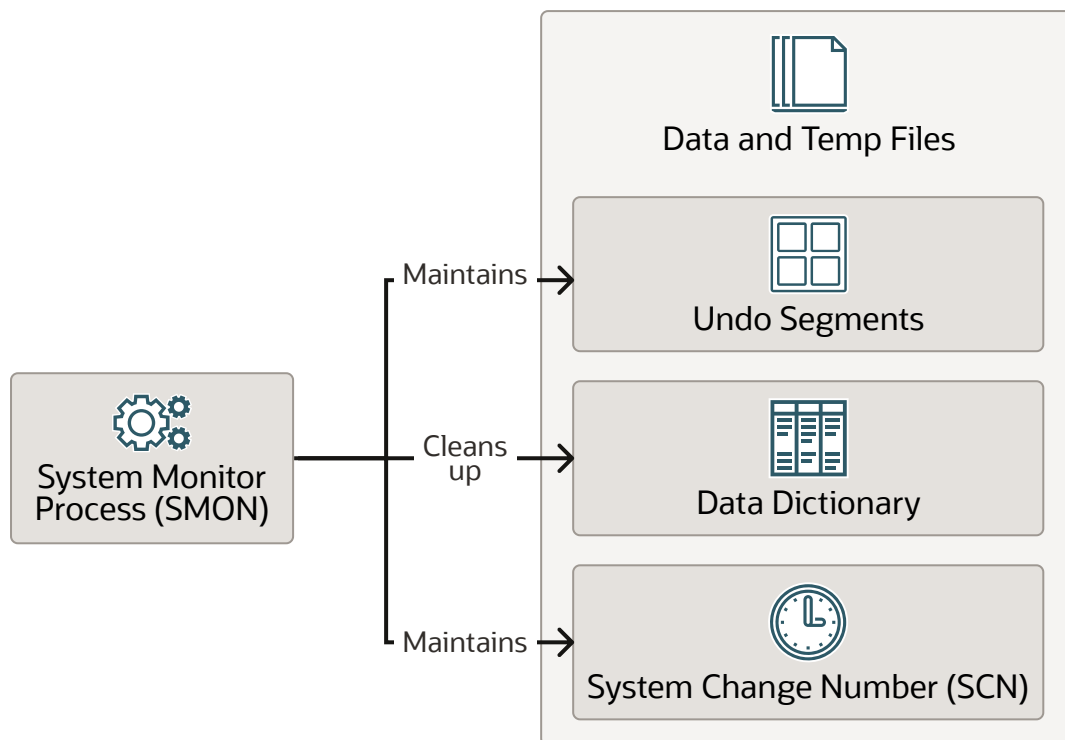 Data and Temp Files
Maintains
Undo Segments
System Monitor
Process (SMON)
Cleans
up
Data Dictionary
Maintains
System Change Number (SCN)